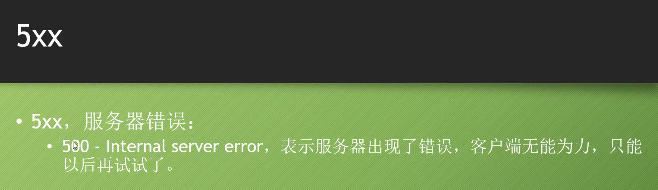 5xx
5xx，服务器错误：
500 - Internal server error，表示服务器出现了错误，客户端无能为力，只能
以后再试试了。